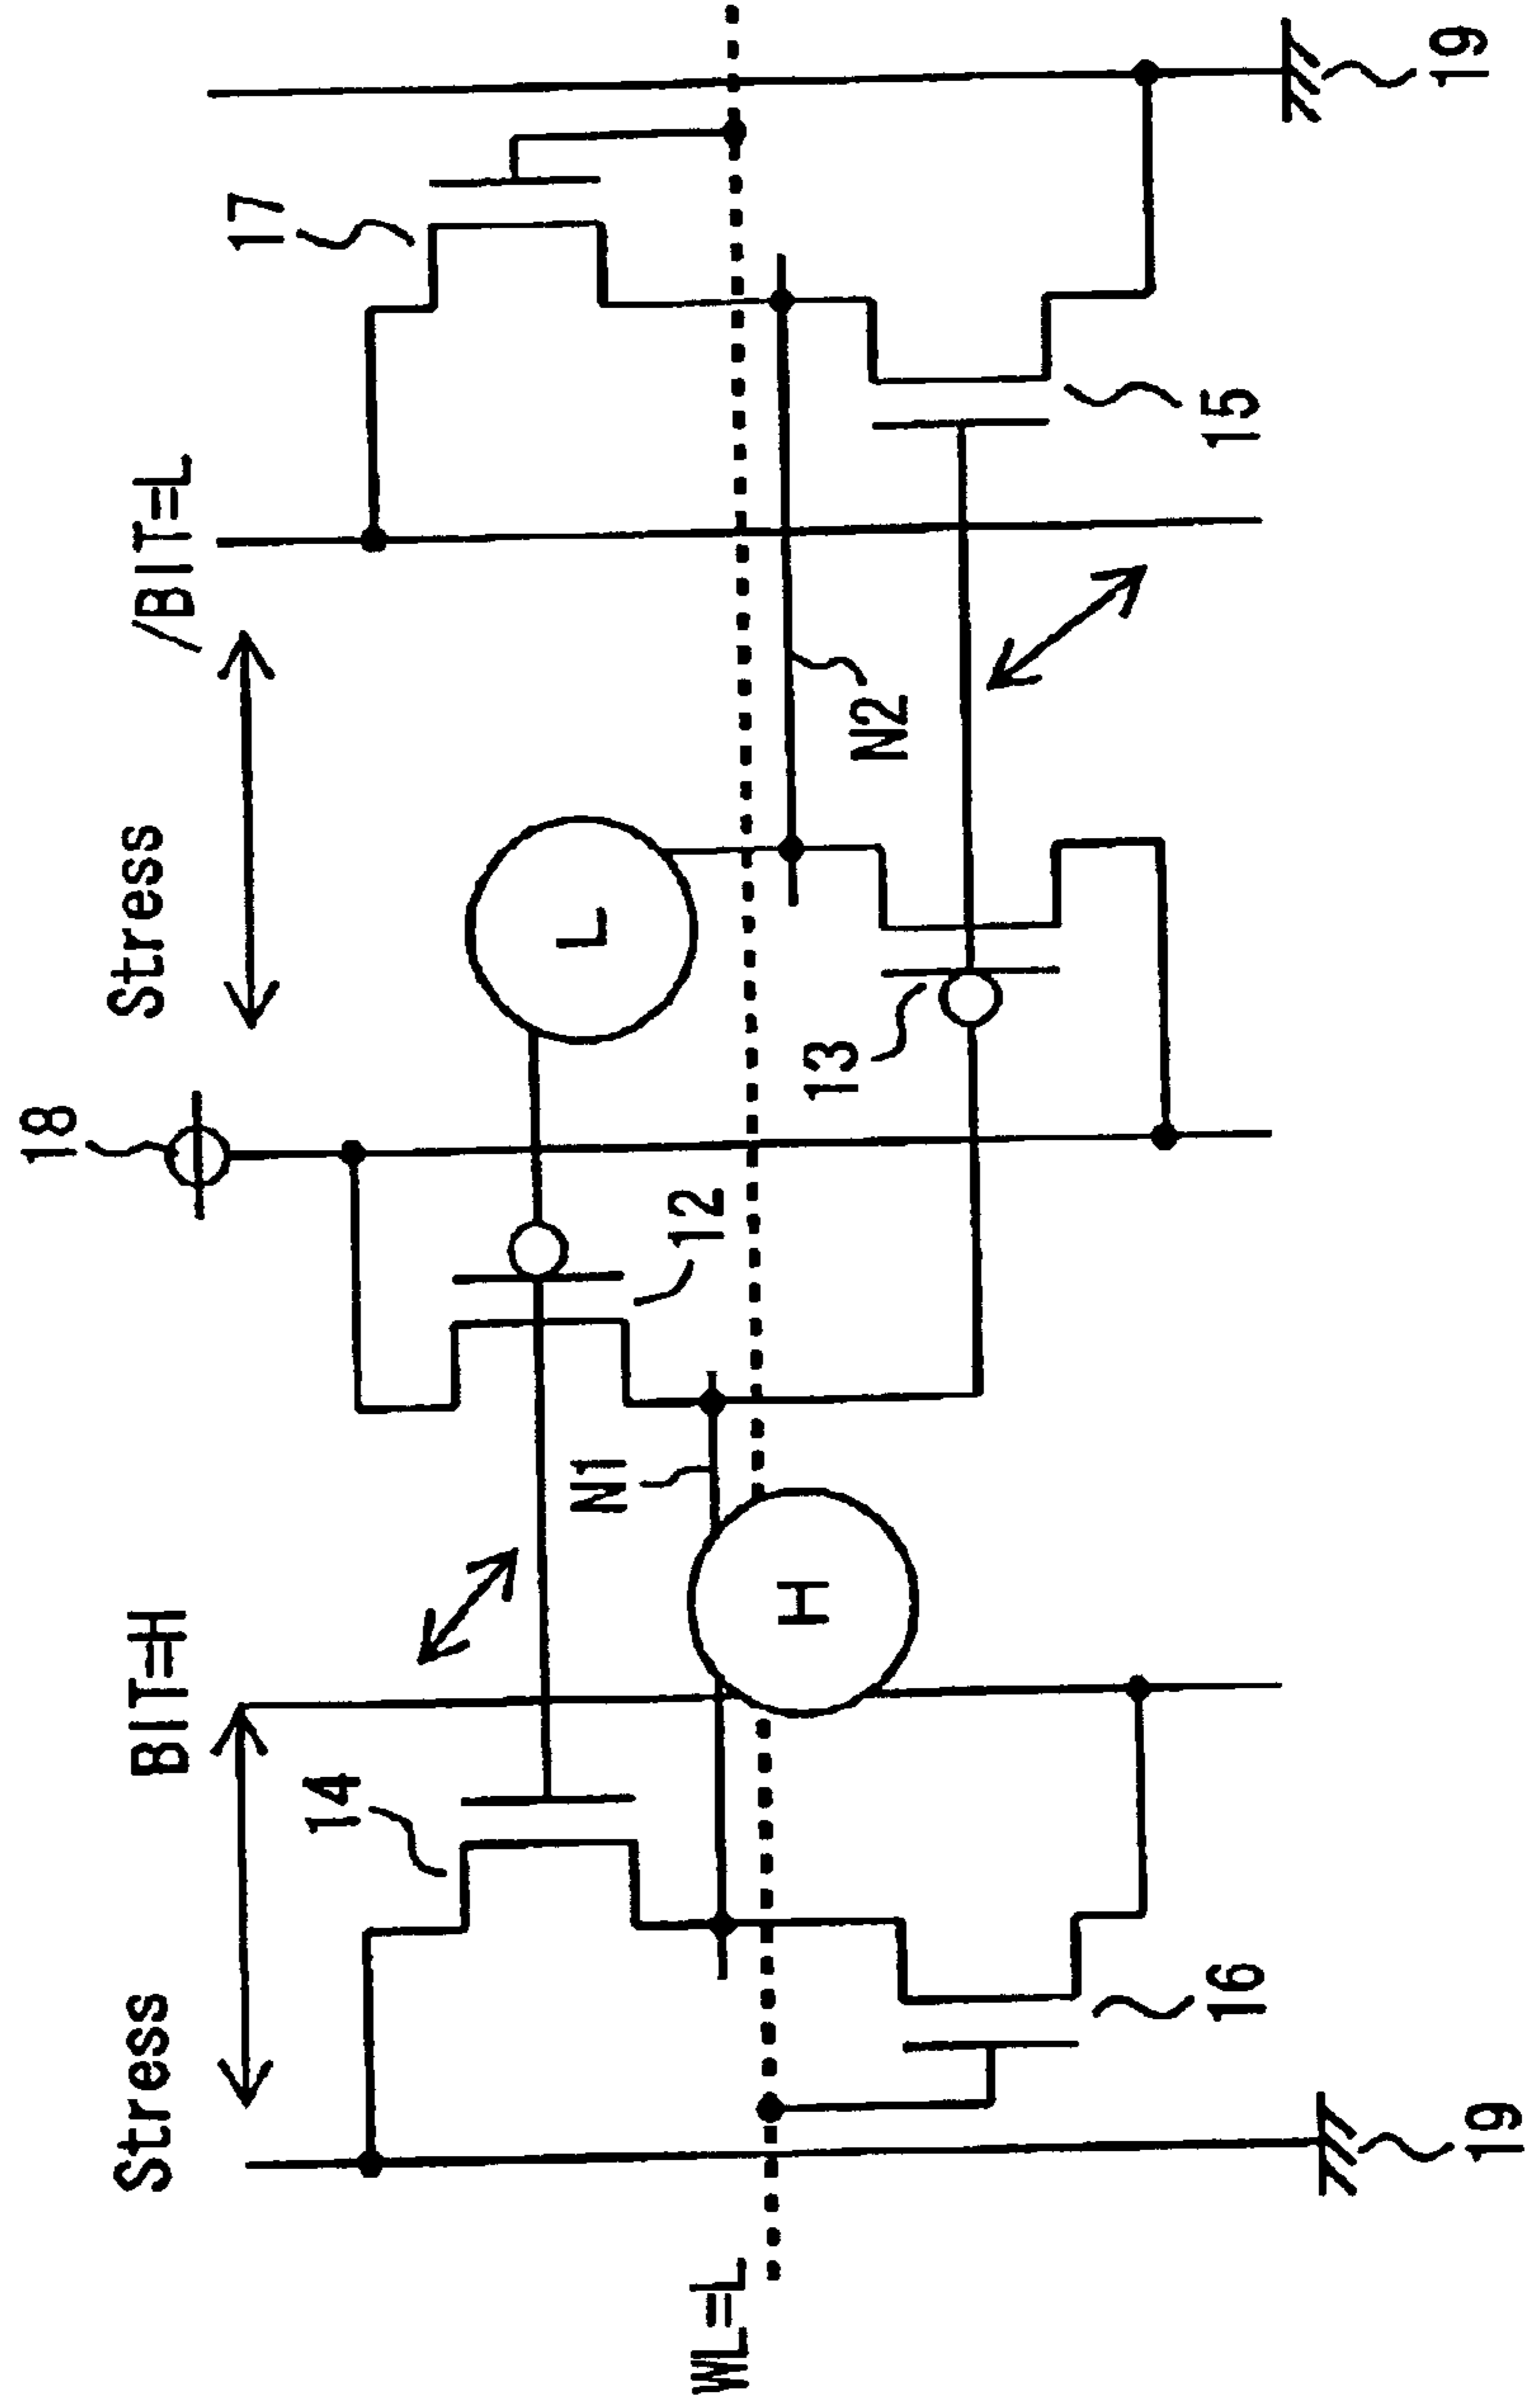 Stress
BIT=H
18
Stress
/BIT=L
14
12
17
N1
L
WL=L
H
13
N2
16
15
19
19